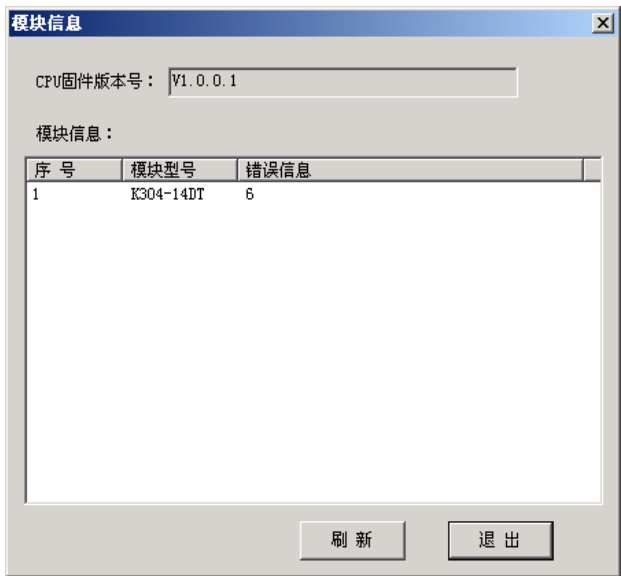 模块信息
CPU固件版本号： V1.0.0.1
模块信息：
序 号 模块型号 错误信息
1 K304-14DT 6
刷 新 退 出